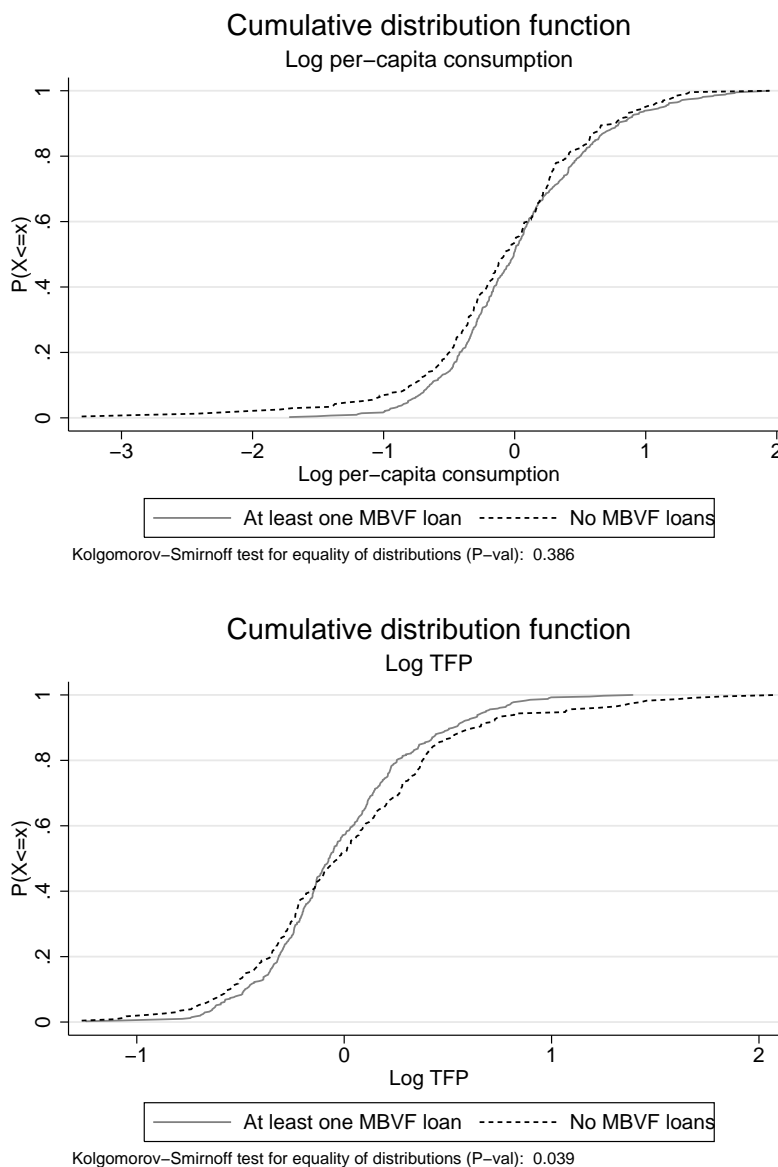 Cumulative distribution function
Log per−capita consumption
P(X<=x)
0 .2 .4 .6 .8 1
−3 −2 −1 0 1 2
Log per−capita consumption
At least one MBVF loan No MBVF loans
Kolgomorov−Smirnoff test for equality of distributions (P−val): 0.386
Cumulative distribution function
Log TFP
P(X<=x)
0 .2 .4 .6 .8 1
−1 0 1 2
Log TFP
At least one MBVF loan No MBVF loans
Kolgomorov−Smirnoff test for equality of distributions (P−val): 0.039